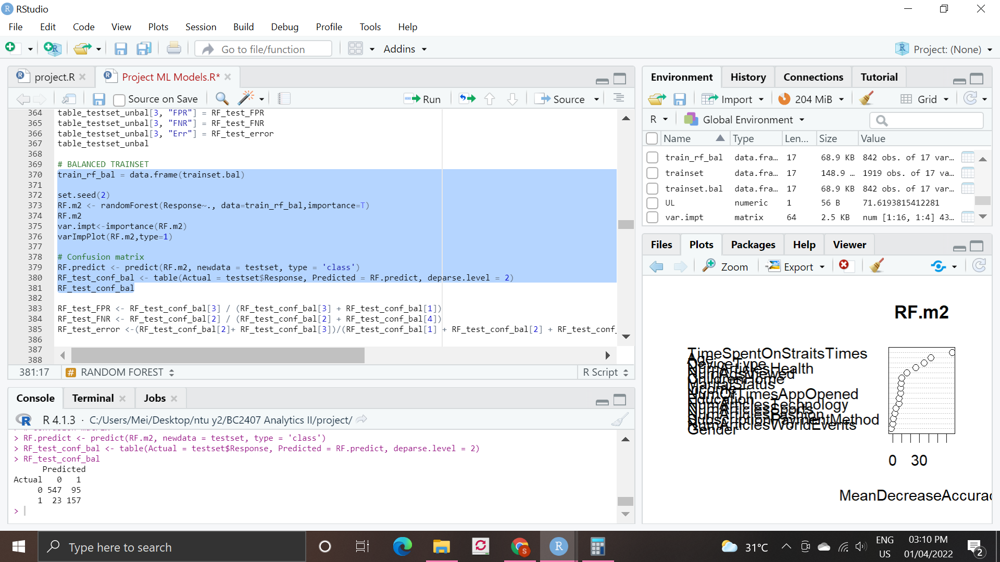 RStudio
File Edit Code View Plots Session Build Debug Profile Tools Help
Go to file/function Addins Project: (None)
project.R Project ML Models.R*
Source on Save Run Source
364 table_testset_unbal[3, "FPR"] = RF_test_FPR
365 table_testset_unbal[3, "FNR"] = RF_test_FNR
366 table_testset_unbal[3, "Err"] = RF_test_error
367 table_testset_unbal
368
369 # BALANCED TRAINSET
370 train_rf_bal = data.frame(trainset.bal)
371
372 set.seed(2)
373 RF.m2 <- randomForest(Response~., data=train_rf_bal,importance=T)
374 RF.m2
375 var.impt<-importance(RF.m2)
376 varImpPlot(RF.m2,type=1)
377
378 # Confusion matrix
379 RF.predict <- predict(RF.m2, newdata = testset, type = 'class')
380 RF_test_conf_bal <- table(Actual = testset$Response, Predicted = RF.predict, deparse.level = 2)
381 RF_test_conf_bal
382
383 RF_test_FPR <- RF_test_conf_bal[3] / (RF_test_conf_bal[3] + RF_test_conf_bal[1])
384 RF_test_FNR <- RF_test_conf_bal[2] / (RF_test_conf_bal[2] + RF_test_conf_bal[4])
385 RF_test_error <-(RF_test_conf_bal[2]+ RF_test_conf_bal[3])/(RF_test_conf_bal[1] + RF_test_conf_bal[2] + RF_test_conf_
386
387
388
381:17 # RANDOM FOREST R Script
Console Terminal Jobs
R 4.1.3 · C:/Users/Mei/Desktop/ntu y2/BC2407 Analytics II/project/
> RF.predict <- predict(RF.m2, newdata = testset, type = 'class')
> RF_test_conf_bal <- table(Actual = testset$Response, Predicted = RF.predict, deparse.level = 2)
> RF_test_conf_bal
Predicted
Actual 0 1
0 547 95
1 23 157
>
Environment History Connections Tutorial
Import 204 MiB Grid
R Global Environment
Name Type Len... Size Value
train_rf_bal data.fra... 17 68.9 KB 842 obs. of 17 var...
trainset data.fra... 17 148.9 ... 1919 obs. of 17 va...
trainset.bal data.fra... 17 68.9 KB 842 obs. of 17 var...
UL numeric 1 56 B 71.6193815412281
var.impt matrix 64 2.5 KB num [1:16, 1:4] 43...
Files Plots Packages Help Viewer
Zoom Export
RF.m2
TimeSpentOnStraitsTimes
Age
DeviceType
NumArticlesHealth
NumAdsViewed
ChildrenHome
MaritalStatus
Income
NumOfTimesAppOpened
Education
NumArticlesTechnology
NumArticlesSports
NumArticlesFashion
SubscriptionPaymentMethod
NumArticlesWorldEvents
Gender
0 30
MeanDecreaseAccurac
Type here to search
31°C
ENG
US
03:10 PM
01/04/2022
2